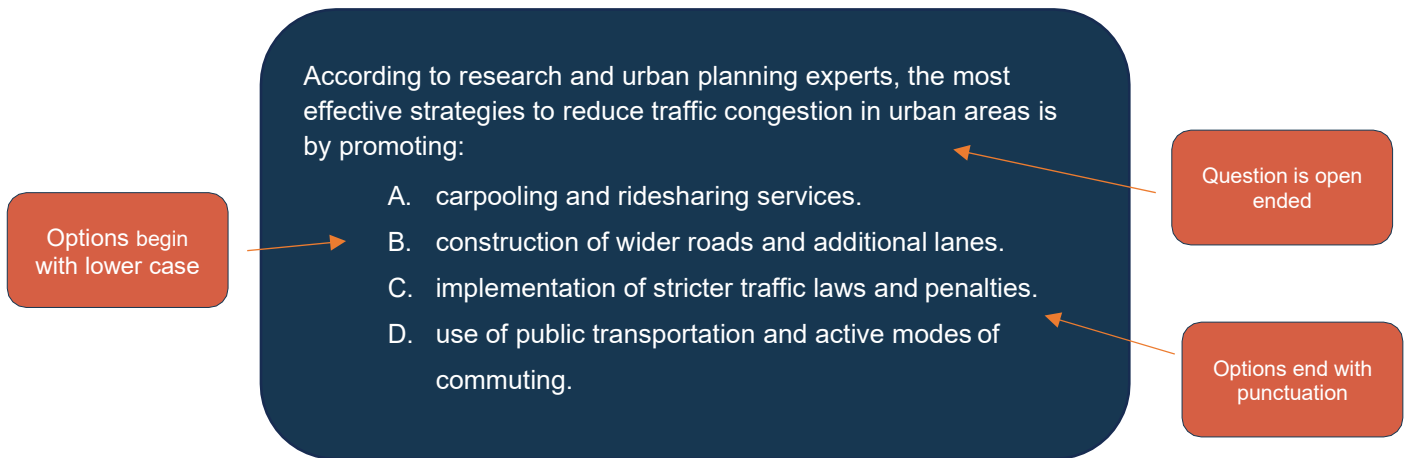 According to research and urban planning experts, the most
effective strategies to reduce traffic congestion in urban areas is
by promoting:
A. carpooling and ridesharing services.
B. construction of wider roads and additional lanes.
C. implementation of stricter traffic laws and penalties.
D. use of public transportation and active modes of
commuting.
Options begin
with lower case
Question is open
ended
Options end with
punctuation